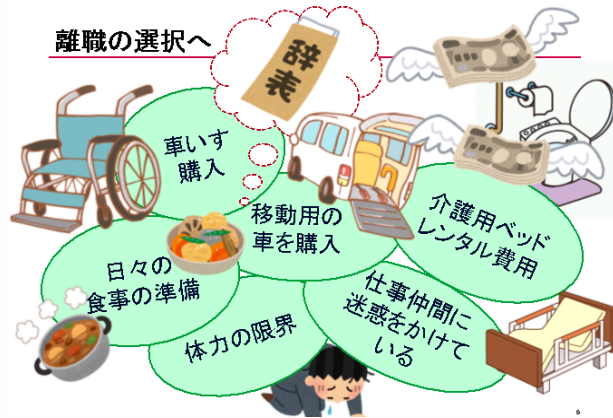 離職の選択へ
辞表
車いす
購入
移動用の
車を購入
介護用ベッド
レンタル費用
日々の
食事の準備
体力の限界
仕事仲間に
迷惑をかけて
いる